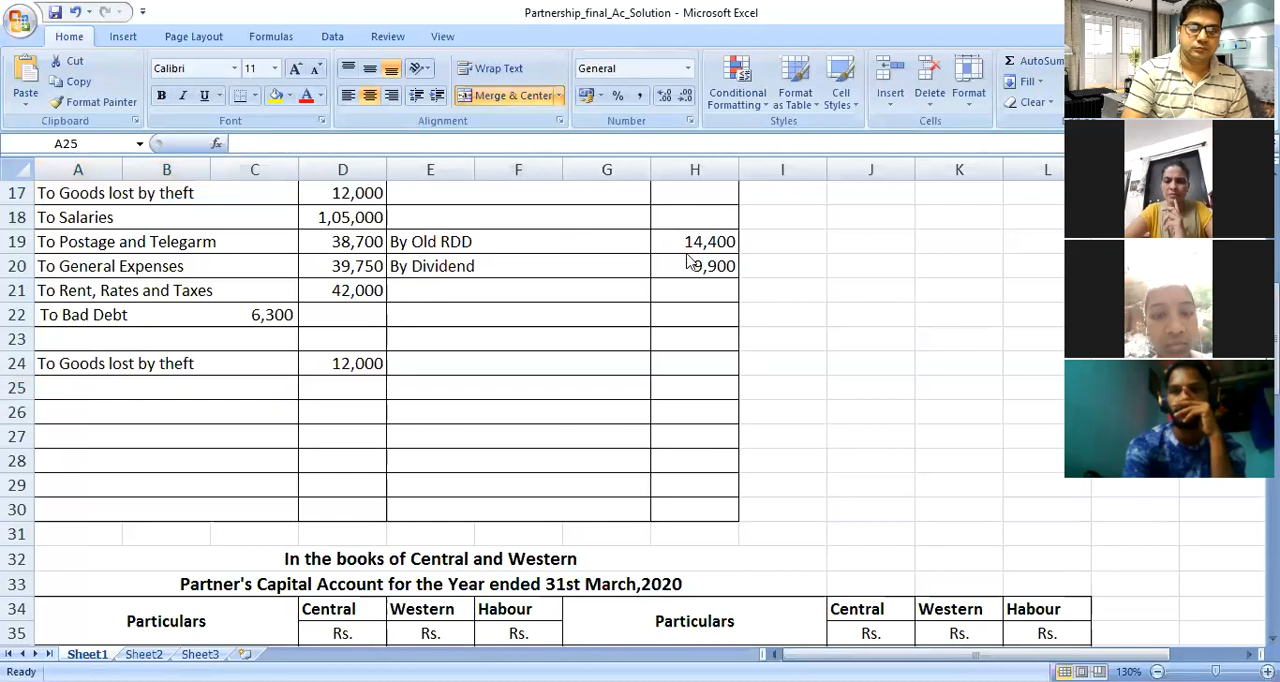 Partnership_final_Ac_Solution - Microsoft Excel
Home Insert Page Layout Formulas Data Review View
Cut
Copy
Format Painter
Paste
Clipboard
Calibri 11
B I U
Font
Wrap Text
Merge & Center
Alignment
General
Number
Conditional Formatting
Format as Table
Cell Styles
Styles
Insert Delete Format
Cells
Σ AutoSum
Fill
Clear
A25 fx
A B C D E F G H I J K L
17 To Goods lost by theft 12,000
18 To Salaries 1,05,000
19 To Postage and Telegarm 38,700 By Old RDD 14,400
20 To General Expenses 39,750 By Dividend 9,900
21 To Rent, Rates and Taxes 42,000
22 To Bad Debt 6,300
23
24 To Goods lost by theft 12,000
25
26
27
28
29
30
31
32 In the books of Central and Western
33 Partner's Capital Account for the Year ended 31st March,2020
34 Particulars Central Western Habour Particulars Central Western Habour
35 Rs. Rs. Rs. Rs. Rs. Rs.
Sheet1 Sheet2 Sheet3
Ready 130%